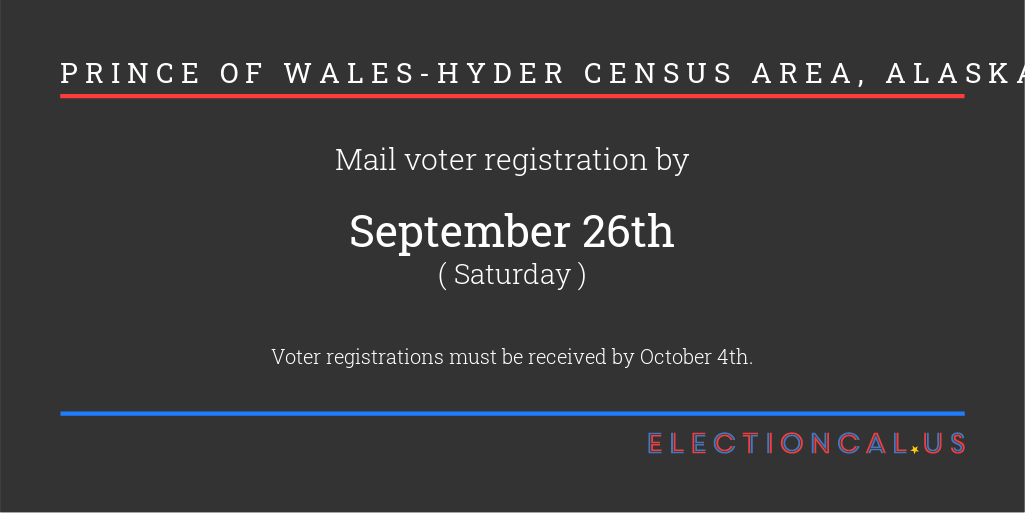 PRINCE OF WALES-HYDER CENSUS AREA, ALASKA
Mail voter registration by
September 26th
( Saturday )
Voter registrations must be received by October 4th.
ELECTIONCAL.US